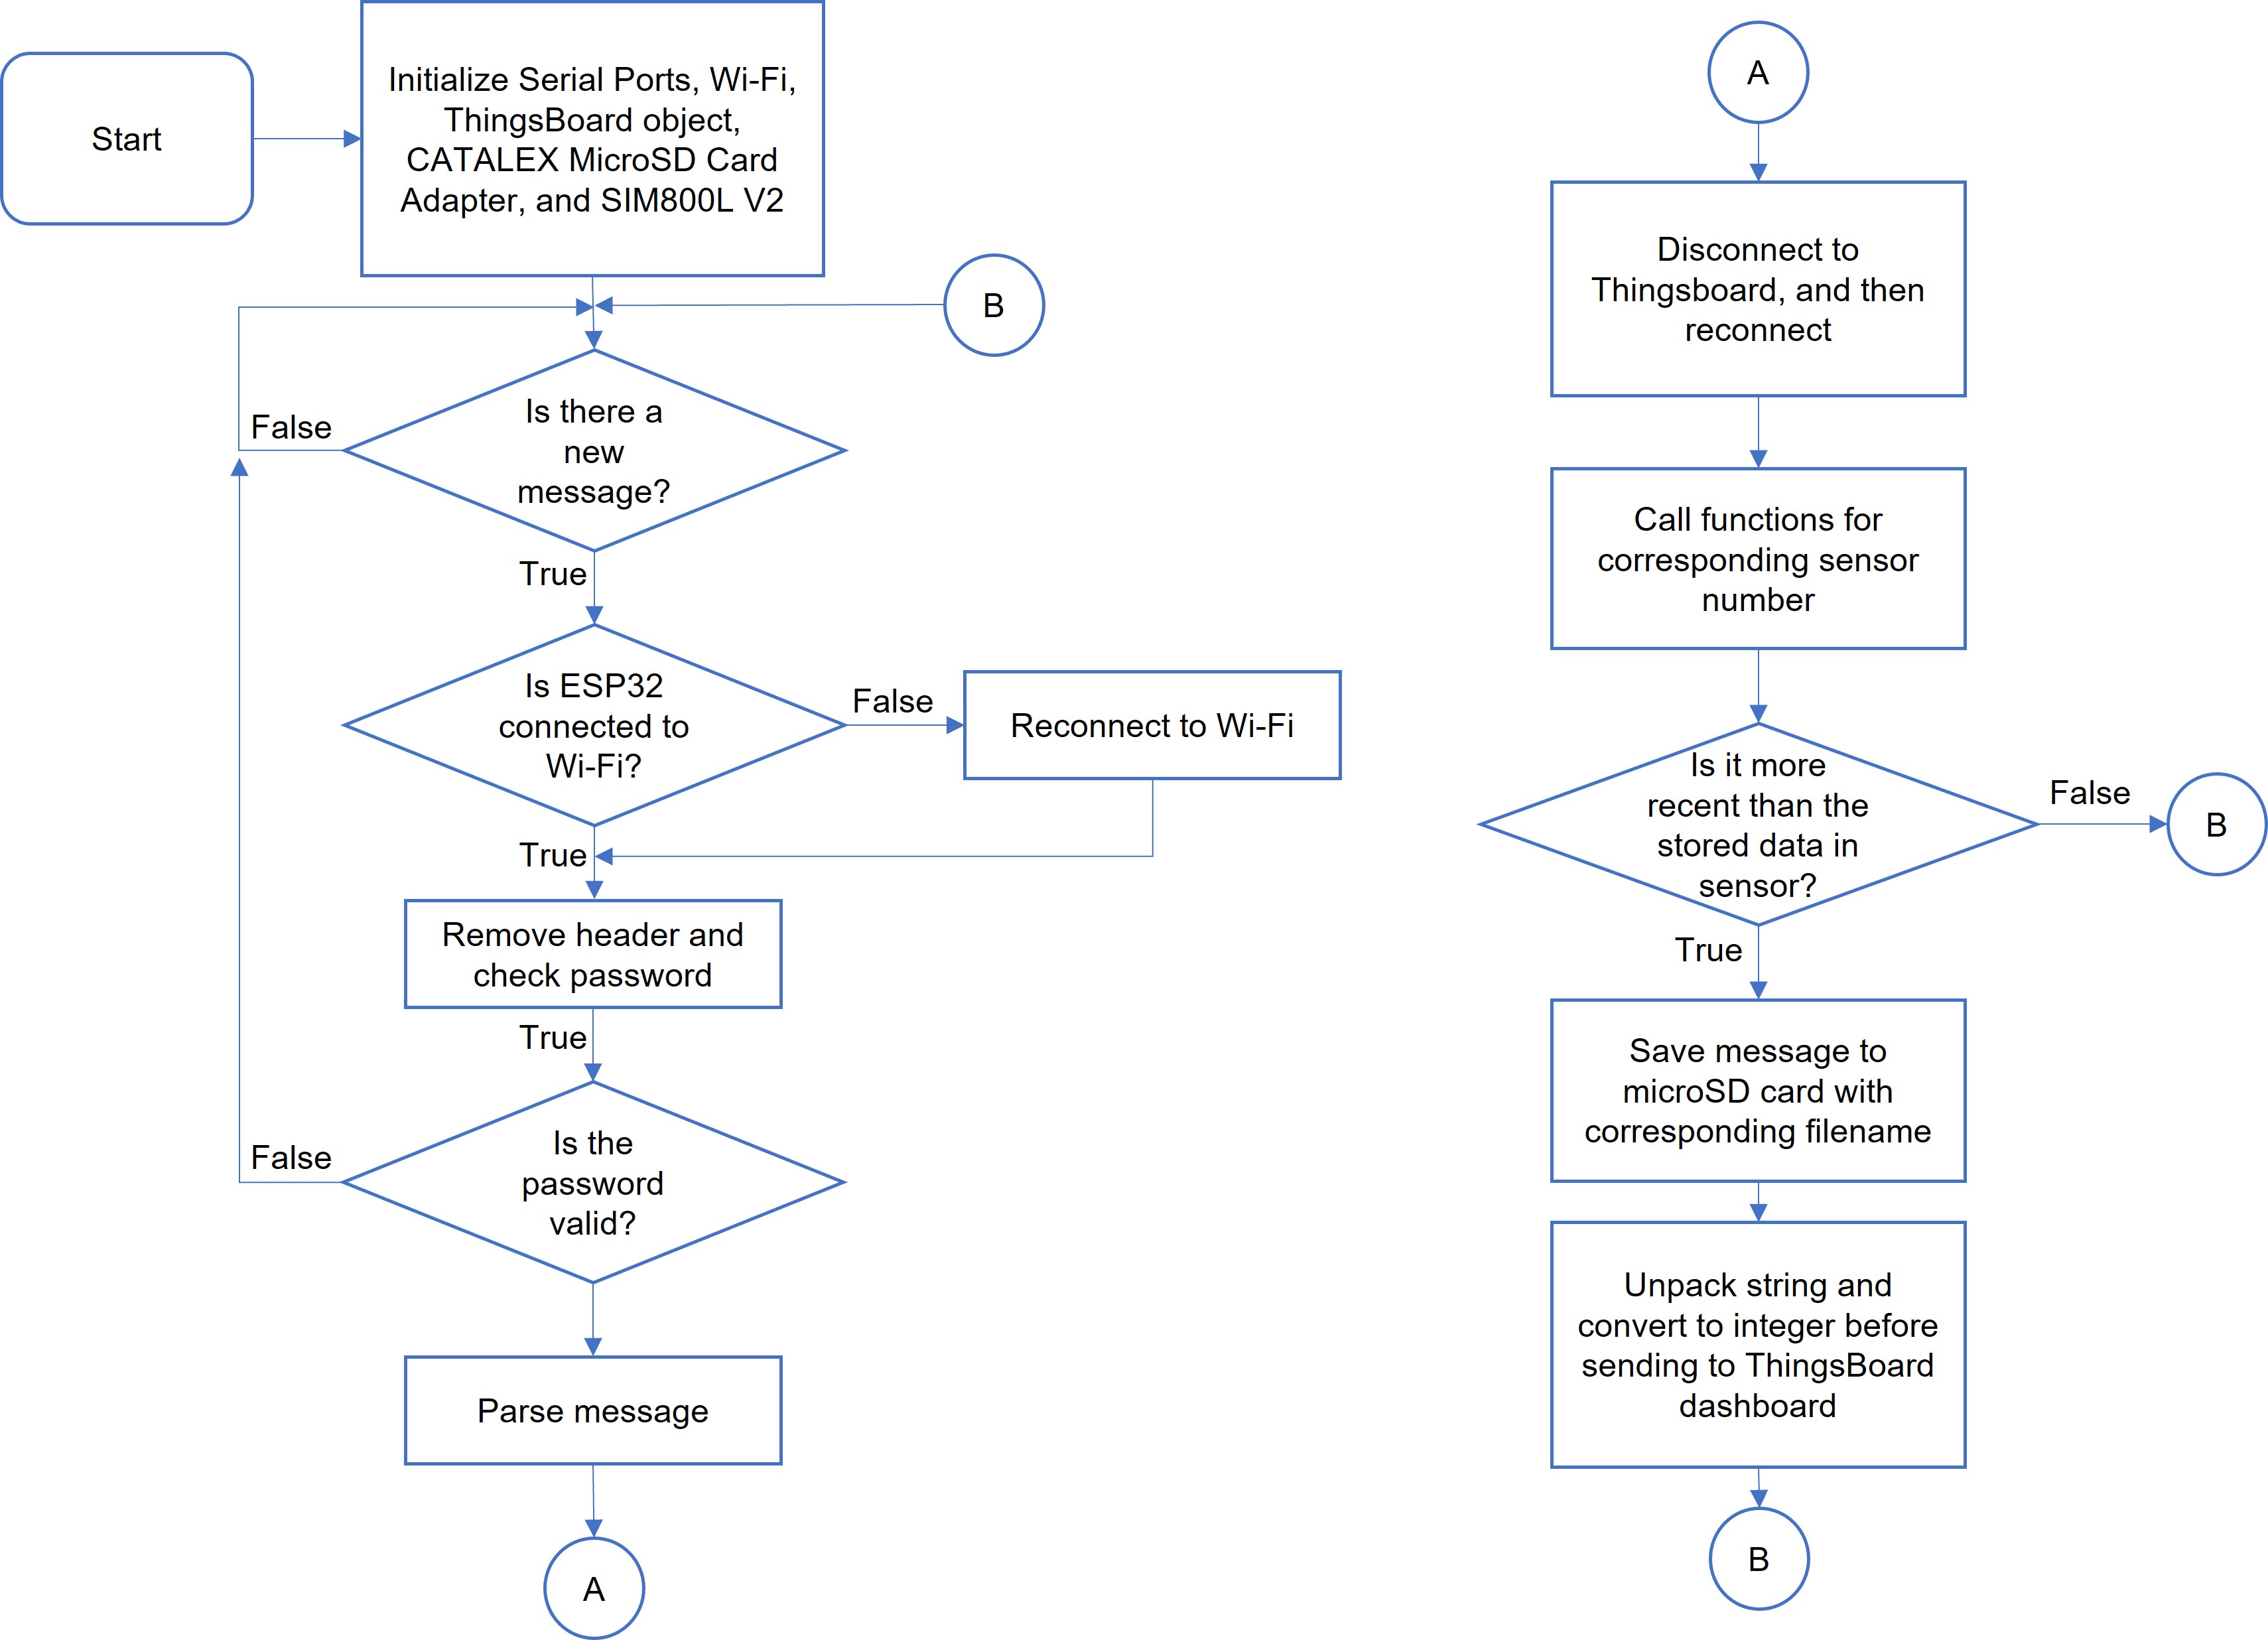 Start
Initialize Serial Ports, Wi-Fi,
ThingsBoard object,
CATALEX MicroSD Card
Adapter, and SIM800L V2
B
Is there a
new
message?
False
True
Is ESP32
connected to
Wi-Fi?
False
Reconnect to Wi-Fi
True
Remove header and
check password
True
Is the
password
valid?
False
Parse message
A
A
Disconnect to
Thingsboard, and then
reconnect
Call functions for
corresponding sensor
number
Is it more
recent than the
stored data in
sensor?
False
B
True
Save message to
microSD card with
corresponding filename
Unpack string and
convert to integer before
sending to ThingsBoard
dashboard
B